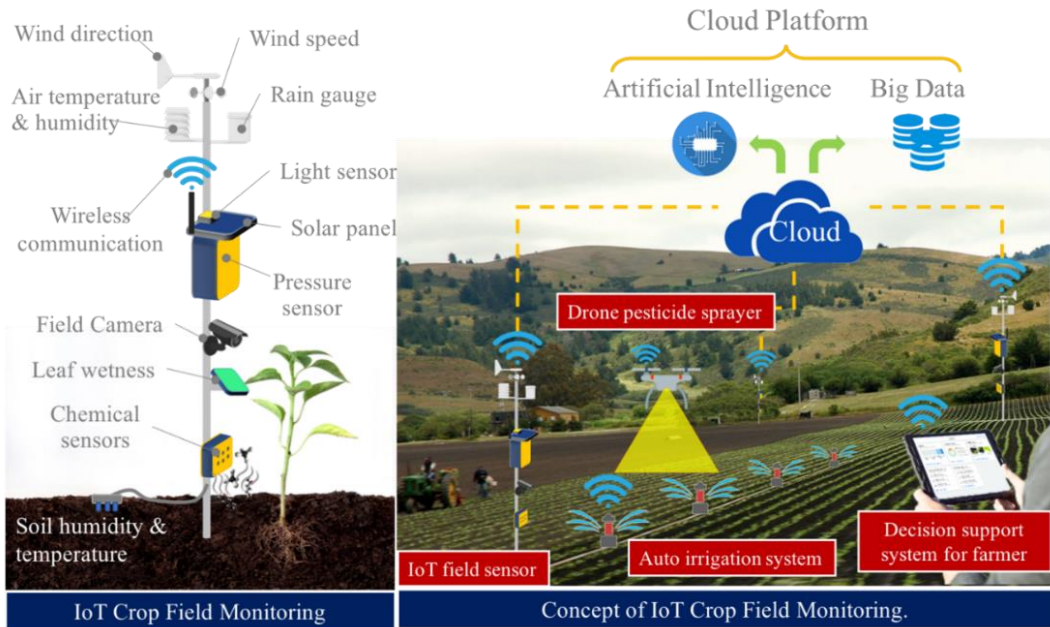 Wind direction
Wind speed
Air temperature
& humidity
Rain gauge
Light sensor
Wireless
communication
Solar panel
Pressure
sensor
Field Camera
Leaf wetness
Chemical
sensors
Soil humidity &
temperature
IoT Crop Field Monitoring
Cloud Platform
Artificial Intelligence
Big Data
Cloud
Drone pesticide sprayer
IoT field sensor
Auto irrigation system
Decision support
system for farmer
Concept of IoT Crop Field Monitoring.